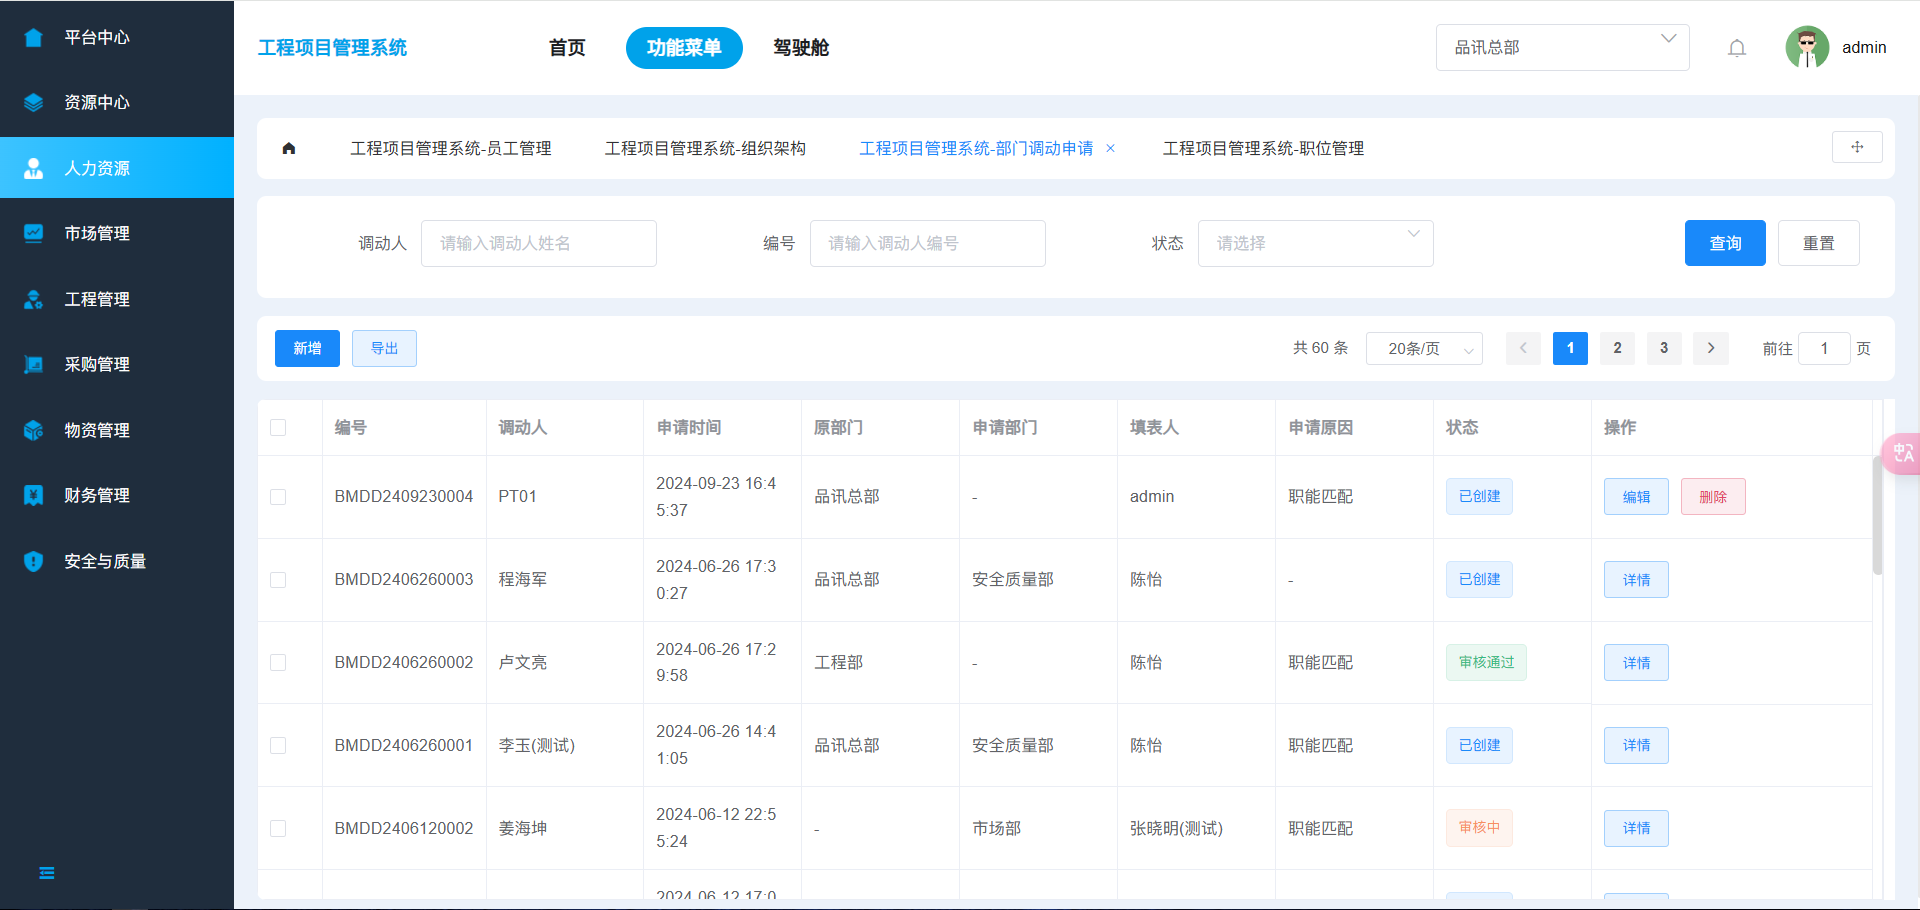 工程项目管理系统
首页
功能菜单
驾驶舱
品讯总部
admin
平台中心
资源中心
人力资源
市场管理
工程管理
采购管理
物资管理
财务管理
安全与质量
工程项目管理系统-员工管理
工程项目管理系统-组织架构
工程项目管理系统-部门调动申请
工程项目管理系统-职位管理
调动人 请输入调动人姓名
编号 请输入调动人编号
状态 请选择
查询
重置
新增
导出
共 60 条
20条/页
1 2 3
前往 1 页
编号 调动人 申请时间 原部门 申请部门 填表人 申请原因 状态 操作
BMDD2409230004 PT01 2024-09-23 16:4
5:37
品讯总部 - admin 职能匹配 已创建 编辑 删除
BMDD2406260003 程海军 2024-06-26 17:3
0:27
品讯总部 安全质量部 陈怡 - 已创建 详情
BMDD2406260002 卢文亮 2024-06-26 17:2
9:58
工程部 - 陈怡 职能匹配 审核通过 详情
BMDD2406260001 李玉(测试) 2024-06-26 14:4
1:05
品讯总部 安全质量部 陈怡 职能匹配 已创建 详情
BMDD2406120002 姜海坤 2024-06-12 22:5
5:24
- 市场部 张晓明(测试) 职能匹配 审核中 详情
2024-06-12 17:0
中A